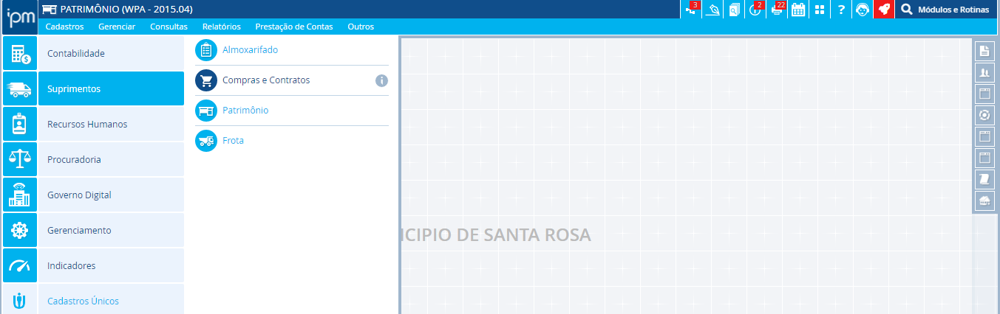 ipm
PATRIMÔNIO (WPA - 2015.04)
3
2
22
?
Módulos e Rotinas
Cadastros
Gerenciar
Consultas
Relatórios
Prestação de Contas
Outros
Contabilidade
Suprimentos
Recursos Humanos
Procuradoria
Governo Digital
Gerenciamento
Indicadores
Cadastros Únicos
Almoxarifado
Compras e Contratos
Patrimônio
Frota
ICIPIO DE SANTA ROSA